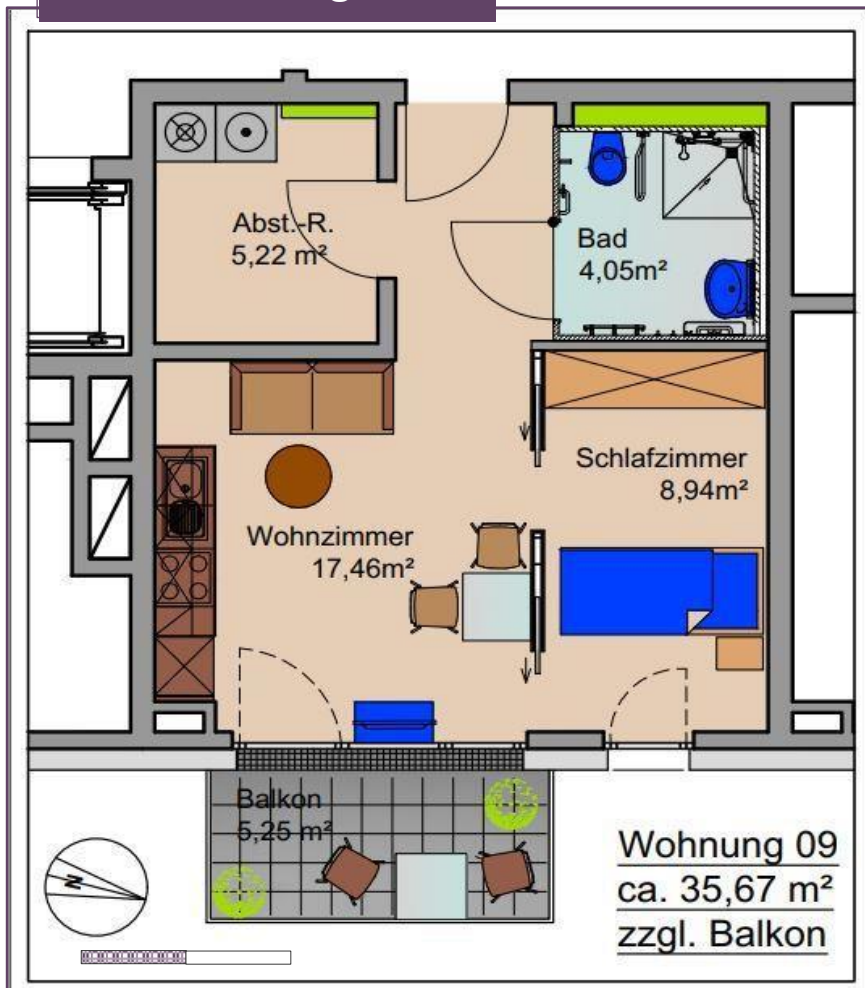 Abst.-R.
5,22 m²
Bad
4,05m²
Schlafzimmer
8,94m²
Wohnzimmer
17,46m²
Balkon
5,25 m²
N
Wohnung 09
ca. 35,67 m²
zzgl. Balkon